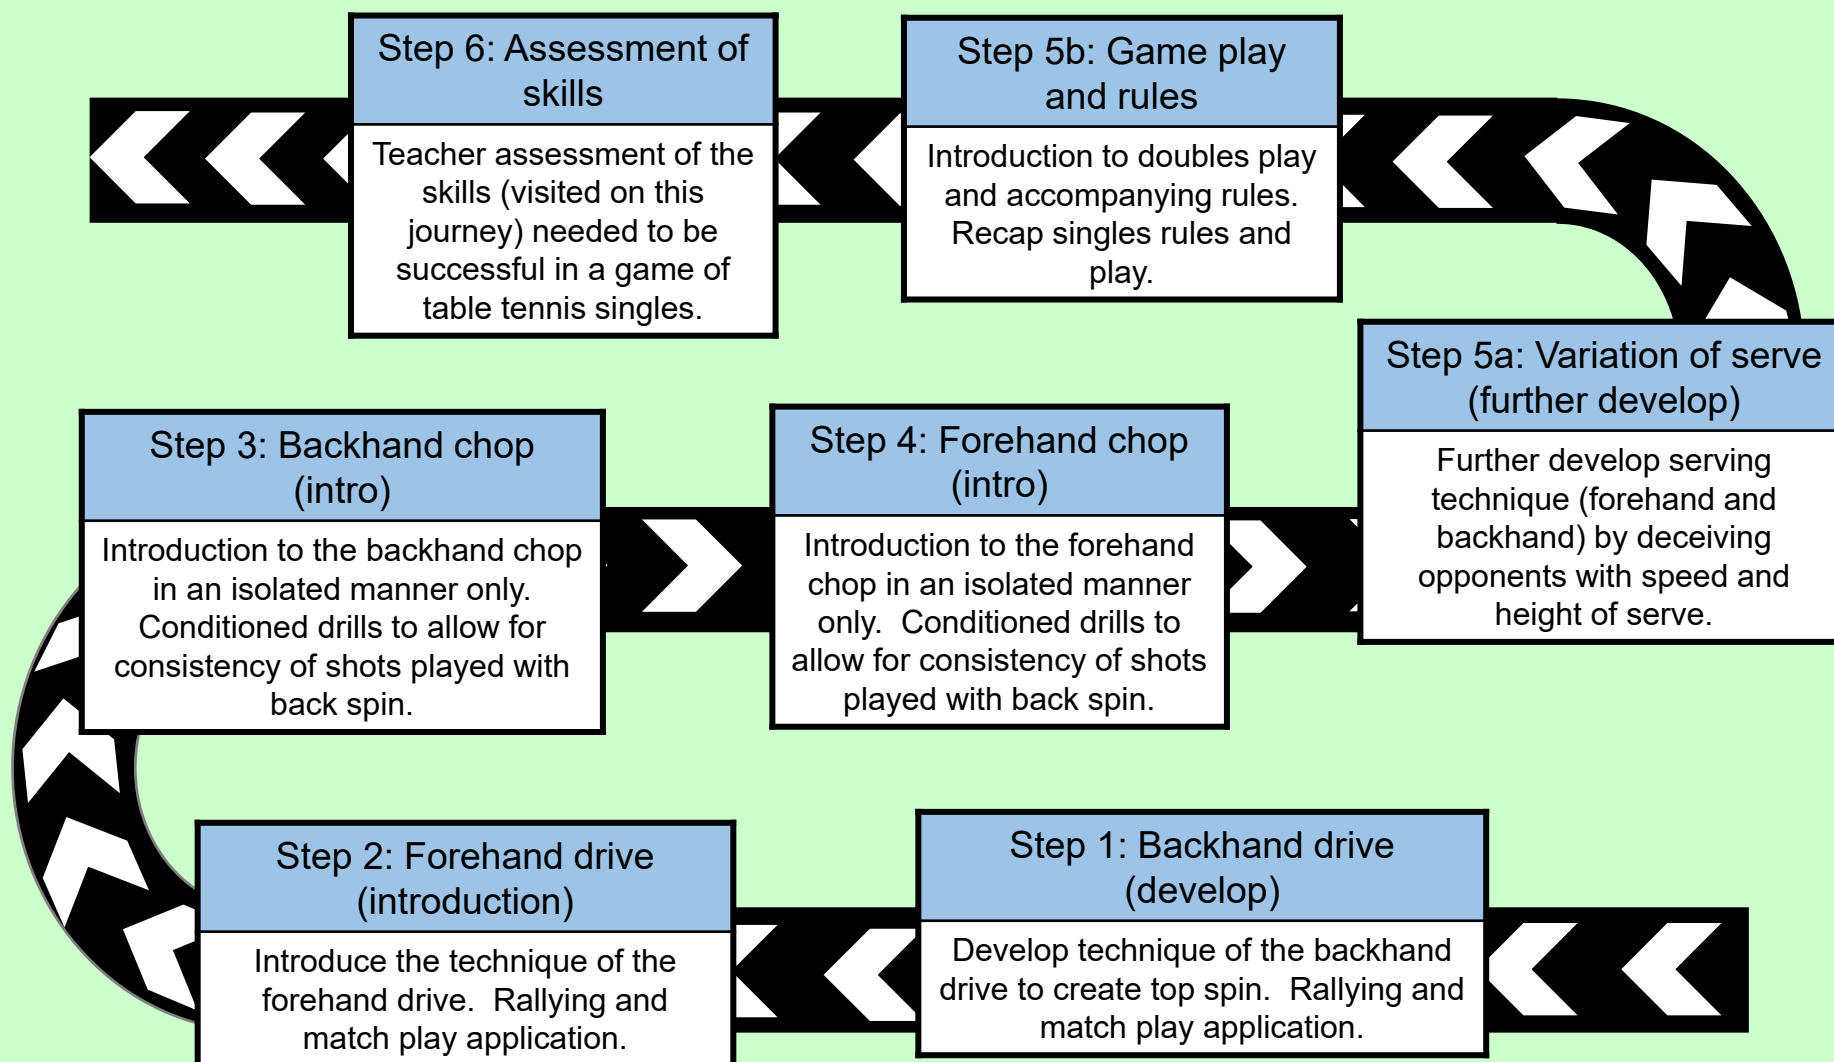 Step 6: Assessment of
skills
Teacher assessment of the
skills (visited on this
journey) needed to be
successful in a game of
table tennis singles.
Step 5b: Game play
and rules
Introduction to doubles play
and accompanying rules.
Recap singles rules and
play.
Step 5a: Variation of serve
(further develop)
Further develop serving
technique (forehand and
backhand) by deceiving
opponents with speed and
height of serve.
Step 3: Backhand chop
(intro)
Introduction to the backhand chop
in an isolated manner only.
Conditioned drills to allow for
consistency of shots played with
back spin.
Step 4: Forehand chop
(intro)
Introduction to the forehand
chop in an isolated manner
only.  Conditioned drills to
allow for consistency of shots
played with back spin.
Step 2: Forehand drive
(introduction)
Introduce the technique of the
forehand drive.  Rallying and
match play application.
Step 1: Backhand drive
(develop)
Develop technique of the backhand
drive to create top spin.  Rallying and
match play application.